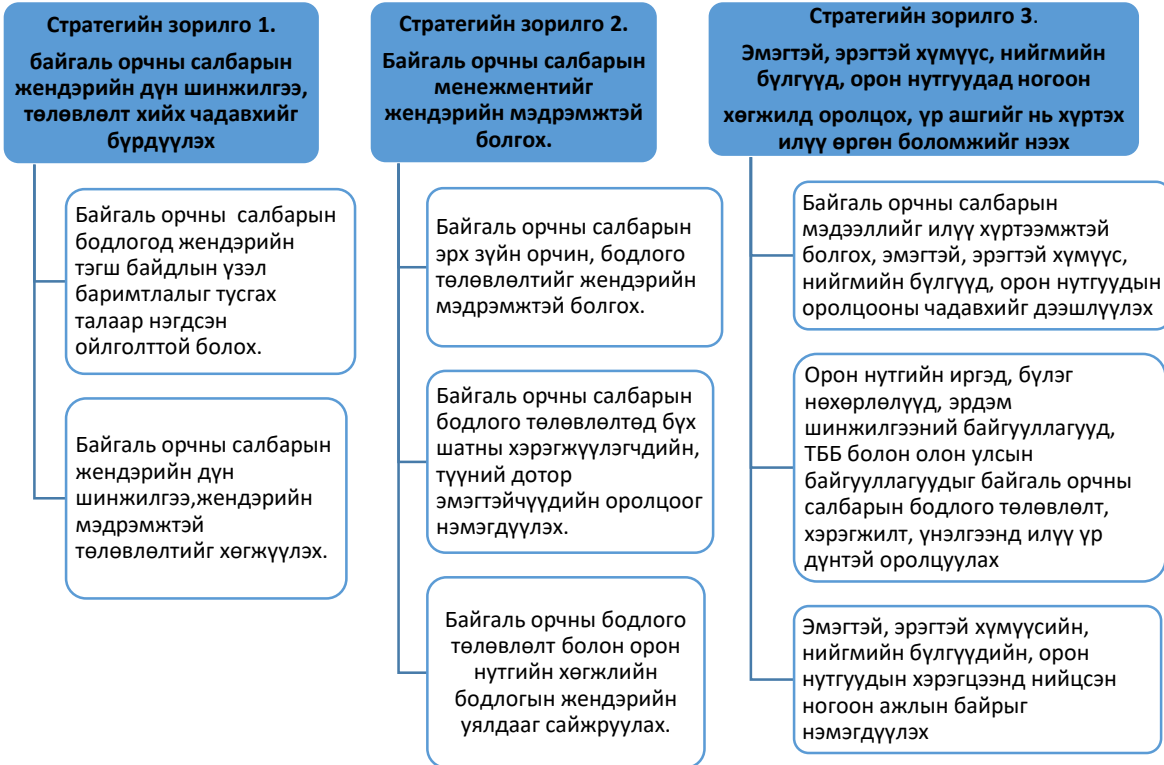 Стратегийн зорилго 1.
байгаль орчны салбарын
жендэрийн дүн шинжилгээ,
төлөвлөлт хийх чадавхийг
бүрдүүлэх
Байгаль орчны салбарын
бодлогод жендэрийн
тэгш байдлын үзэл
баримтлалыг тусгах
талаар нэгдсэн
ойлголттой болох.
Байгаль орчны салбарын
жендэрийн дүн
шинжилгээ,жендэрийн
мэдрэмжтэй
төлөвлөлтийг хөгжүүлэх.
Стратегийн зорилго 2.
Байгаль орчны салбарын
менежментийг
жендэрийн мэдрэмжтэй
болгох.
Байгаль орчны салбарын
эрх зүйн орчин, бодлого
төлөвлөлтийг жендэрийн
мэдрэмжтэй болгох.
Байгаль орчны салбарын
бодлого төлөвлөлтөд бүх
шатны хэрэгжүүлэгчдийн,
түүний дотор
эмэгтэйчүүдийн оролцоог
нэмэгдүүлэх.
Байгаль орчны бодлого
төлөвлөлт болон орон
нутгийн хөгжлийн
бодлогын жендэрийн
уялдааг сайжруулах.
Стратегийн зорилго 3.
Эмэгтэй, эрэгтэй хүмүүс, нийгмийн
бүлгүүд, орон нутгуудад ногоон
хөгжилд оролцох, үр ашгийг нь хүртэх
илүү өргөн боломжийг нээх
Байгаль орчны салбарын
мэдээллийг илүү хүртээмжтэй
болгох, эмэгтэй, эрэгтэй хүмүүс,
нийгмийн бүлгүүд, орон нутгуудын
оролцооны чадавхийг дээшлүүлэх
Орон нутгийн иргэд, бүлэг
нөхөрлөлүүд, эрдэм
шинжилгээний байгууллагууд,
ТББ болон олон улсын
байгууллагуудыг байгаль орчны
салбарын бодлого төлөвлөлт,
хэрэгжилт, үнэлгээнд илүү үр
дүнтэй оролцуулах
Эмэгтэй, эрэгтэй хүмүүсийн,
нийгмийн бүлгүүдийн, орон
нутгуудын хэрэгцээнд нийцсэн
ногоон ажлын байрыг
нэмэгдүүлэх